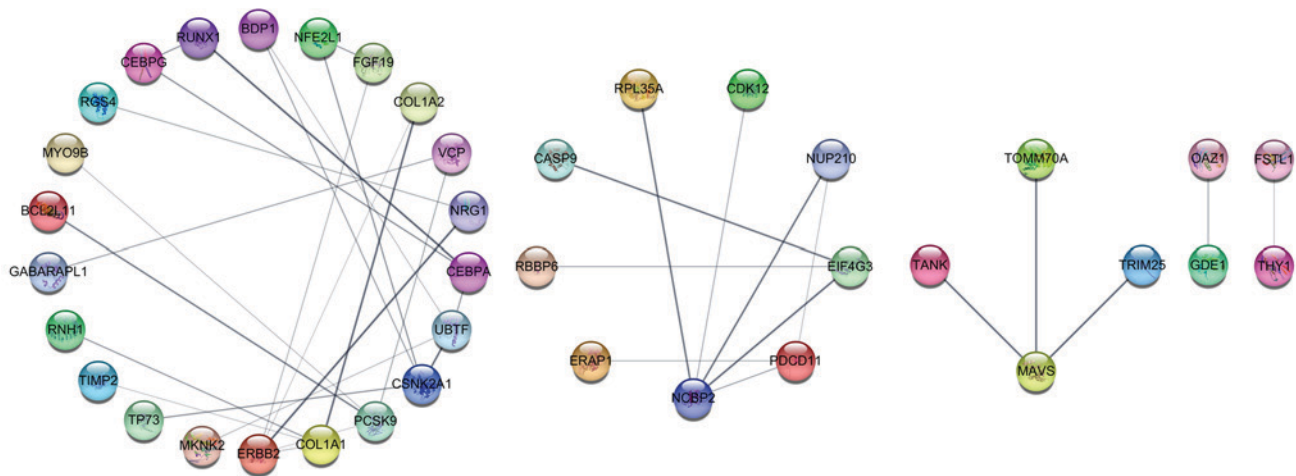 BDP1
NFE2L1
RUNX1
CEBPG
FGF19
RGS4
COL1A2
MYO9B
VCP
BCL2L11
NRG1
GABARAPL1
CEBPA
RNH1
UBTF
TIMP2
CSNK2A1
TP73
PCSK9
MKNK2
ERBB2
COL1A1
RPL35A
CDK12
CASP9
NUP210
RBBP6
EIF4G3
ERAP1
PDCD11
NCBP2
TOMM70A
TANK
TRIM25
MAVS
OAZ1
GDE1
FSTL1
THY1